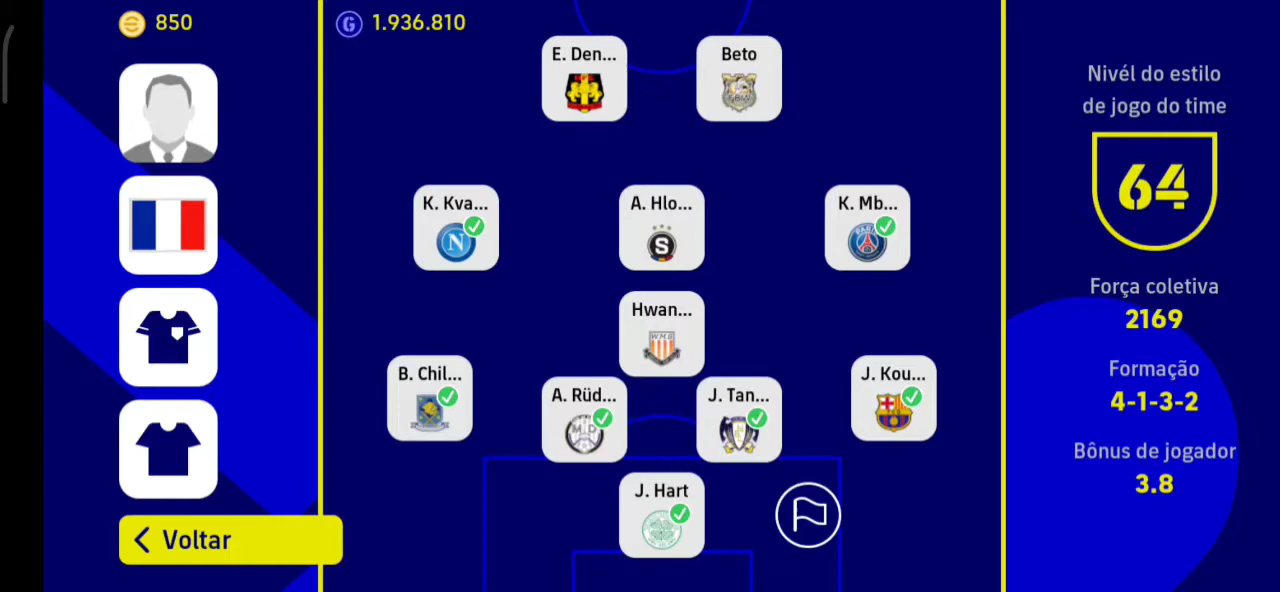 850
1.936.810
E. Den...
Beto
K. Kva...
A. Hlo...
K. Mb...
Hwan...
B. Chil...
A. Rüd...
J. Tan...
J. Kou...
J. Hart
Voltar
Nivél do estilo
de jogo do time
64
Força coletiva
2169
Formação
4-1-3-2
Bônus de jogador
3.8